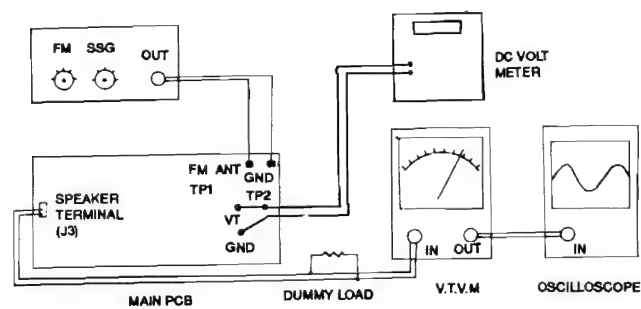 FM SSG OUT
DC VOLT
METER
FM ANT
GND
TP1 TP2
SPEAKER
TERMINAL
(J3)
VT
GND
IN OUT
IN
MAIN PCB
DUMMY LOAD
V.T.V.M
OSCILLOSCOPE